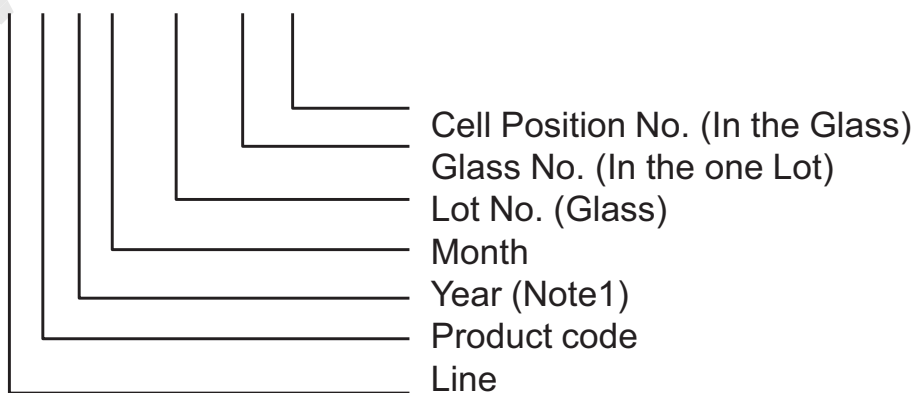 Cell Position No. (In the Glass)
Glass No. (In the one Lot)
Lot No. (Glass)
Month
Year (Note1)
Product code
Line